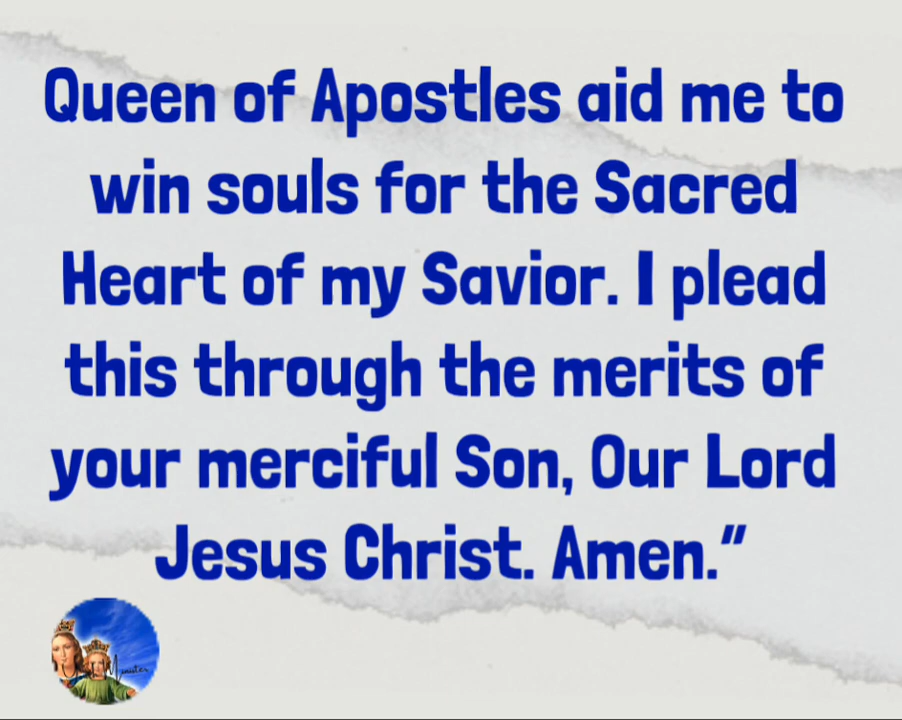 Queen of Apostles aid me to
win souls for the Sacred
Heart of my Savior. I plead
this through the merits of
your merciful Son, Our Lord
Jesus Christ. Amen.”